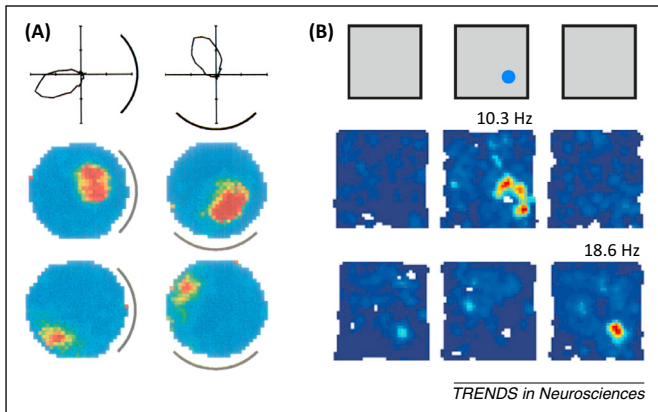 (A)
(B)
10.3 Hz
18.6 Hz
TRENDS in Neurosciences